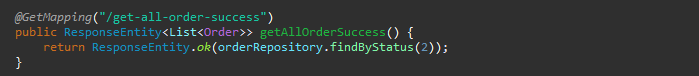 @GetMapping("/get-all-order-success")
public ResponseEntity<List<Order>> getAllOrderSuccess() {
    return ResponseEntity.ok(orderRepository.findByStatus(2));
}